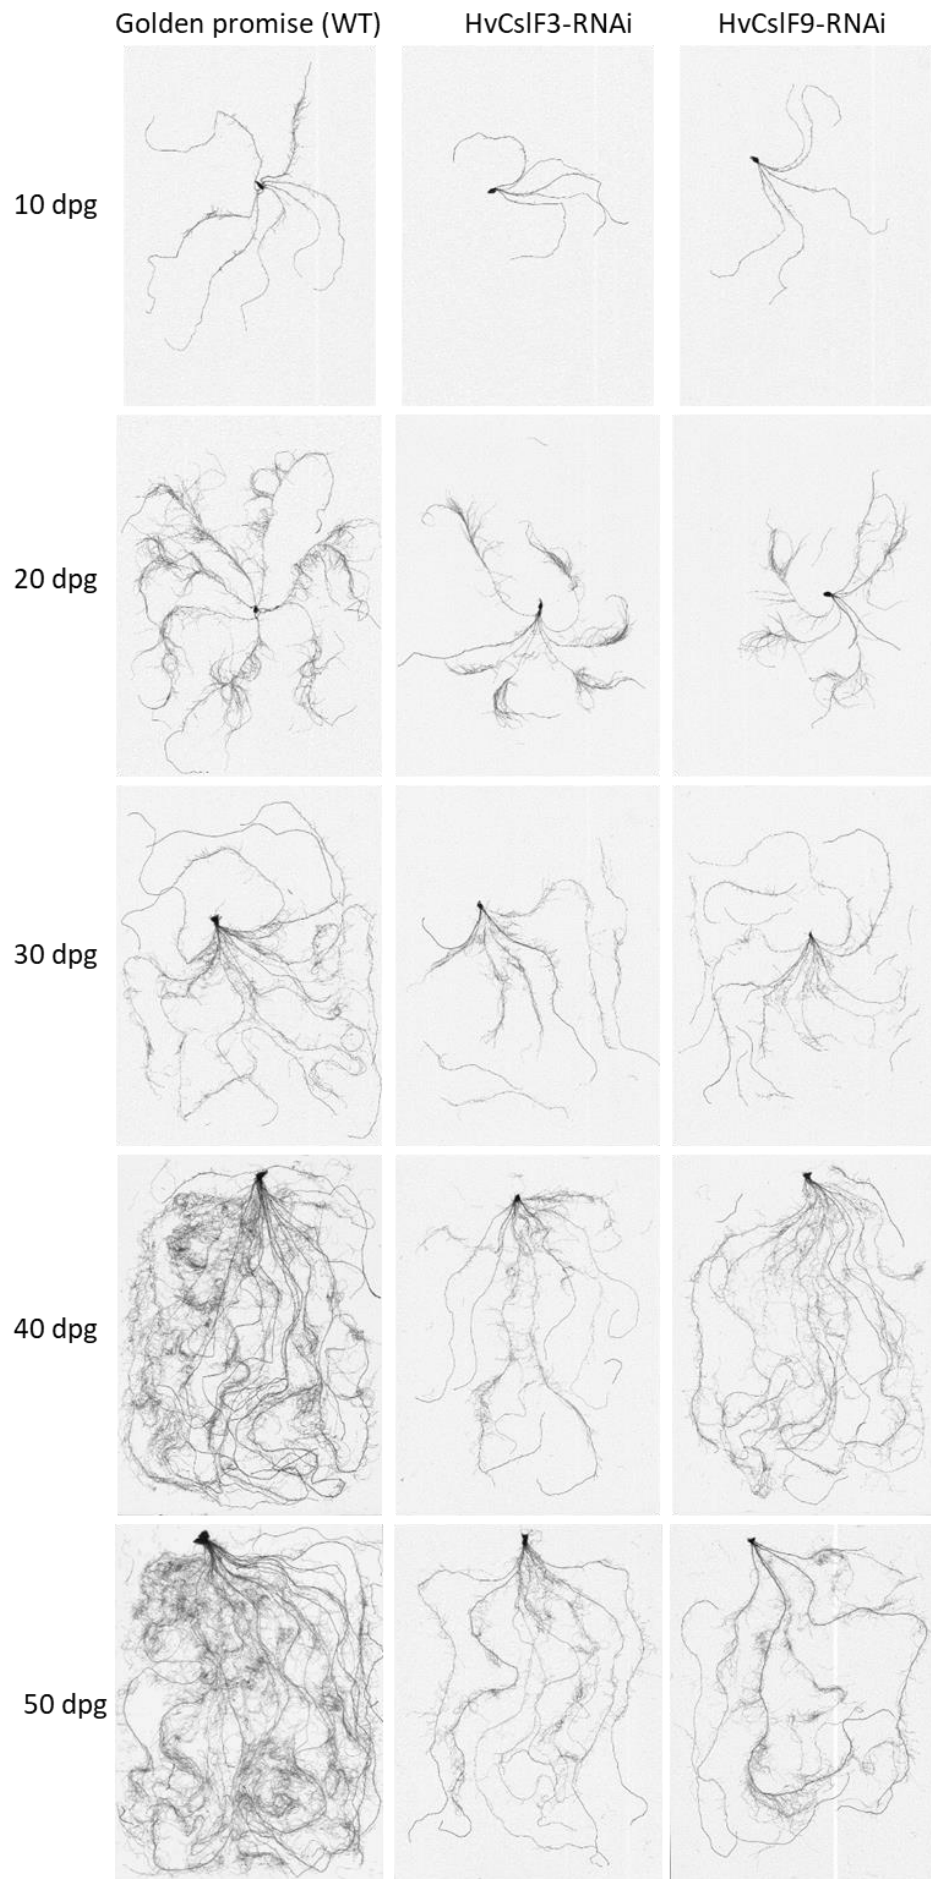 Golden promise (WT) HvCslF3-RNAi HvCslF9-RNAi
10 dpg
20 dpg
30 dpg
40 dpg
50 dpg